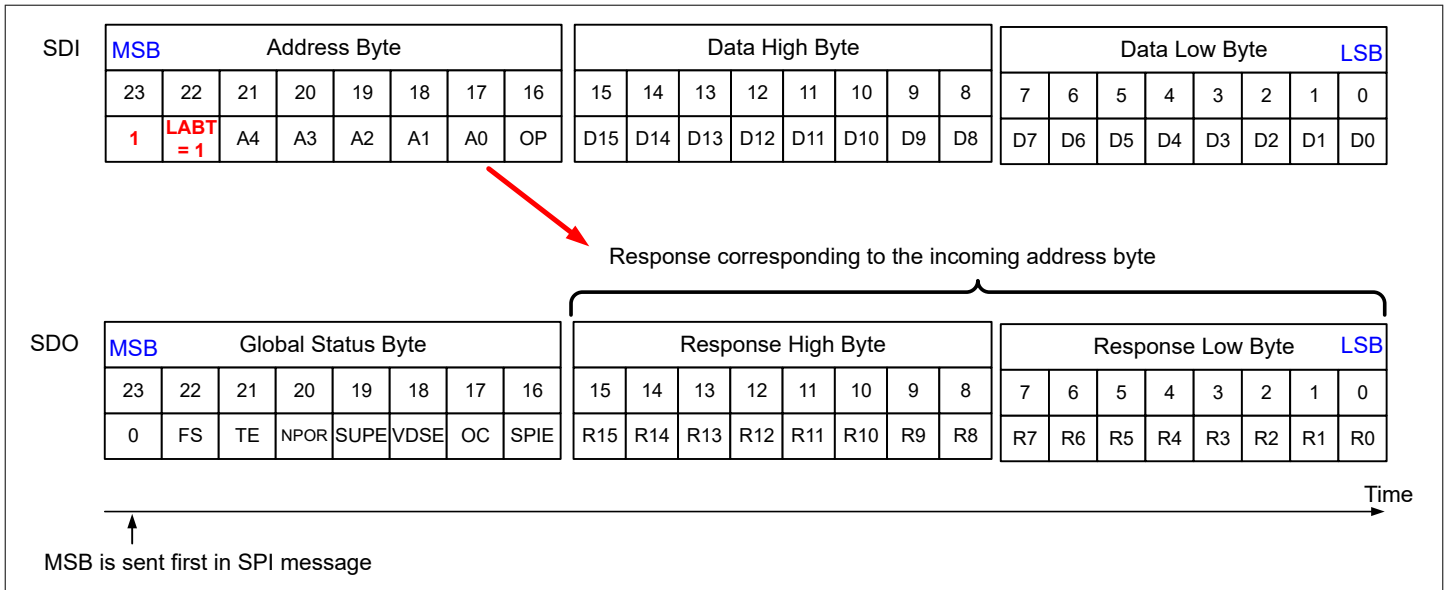 SDI MSB Address Byte Data High Byte Data Low Byte LSB
23 22 21 20 19 18 17 16 15 14 13 12 11 10 9 8 7 6 5 4 3 2 1 0
1 LABT = 1 A4 A3 A2 A1 A0 OP D15 D14 D13 D12 D11 D10 D9 D8 D7 D6 D5 D4 D3 D2 D1 D0
Response corresponding to the incoming address byte
SDO MSB Global Status Byte Response High Byte Response Low Byte LSB
23 22 21 20 19 18 17 16 15 14 13 12 11 10 9 8 7 6 5 4 3 2 1 0
0 FS TE NPOR SUPE VDSE OC SPIE R15 R14 R13 R12 R11 R10 R9 R8 R7 R6 R5 R4 R3 R2 R1 R0
Time
MSB is sent first in SPI message